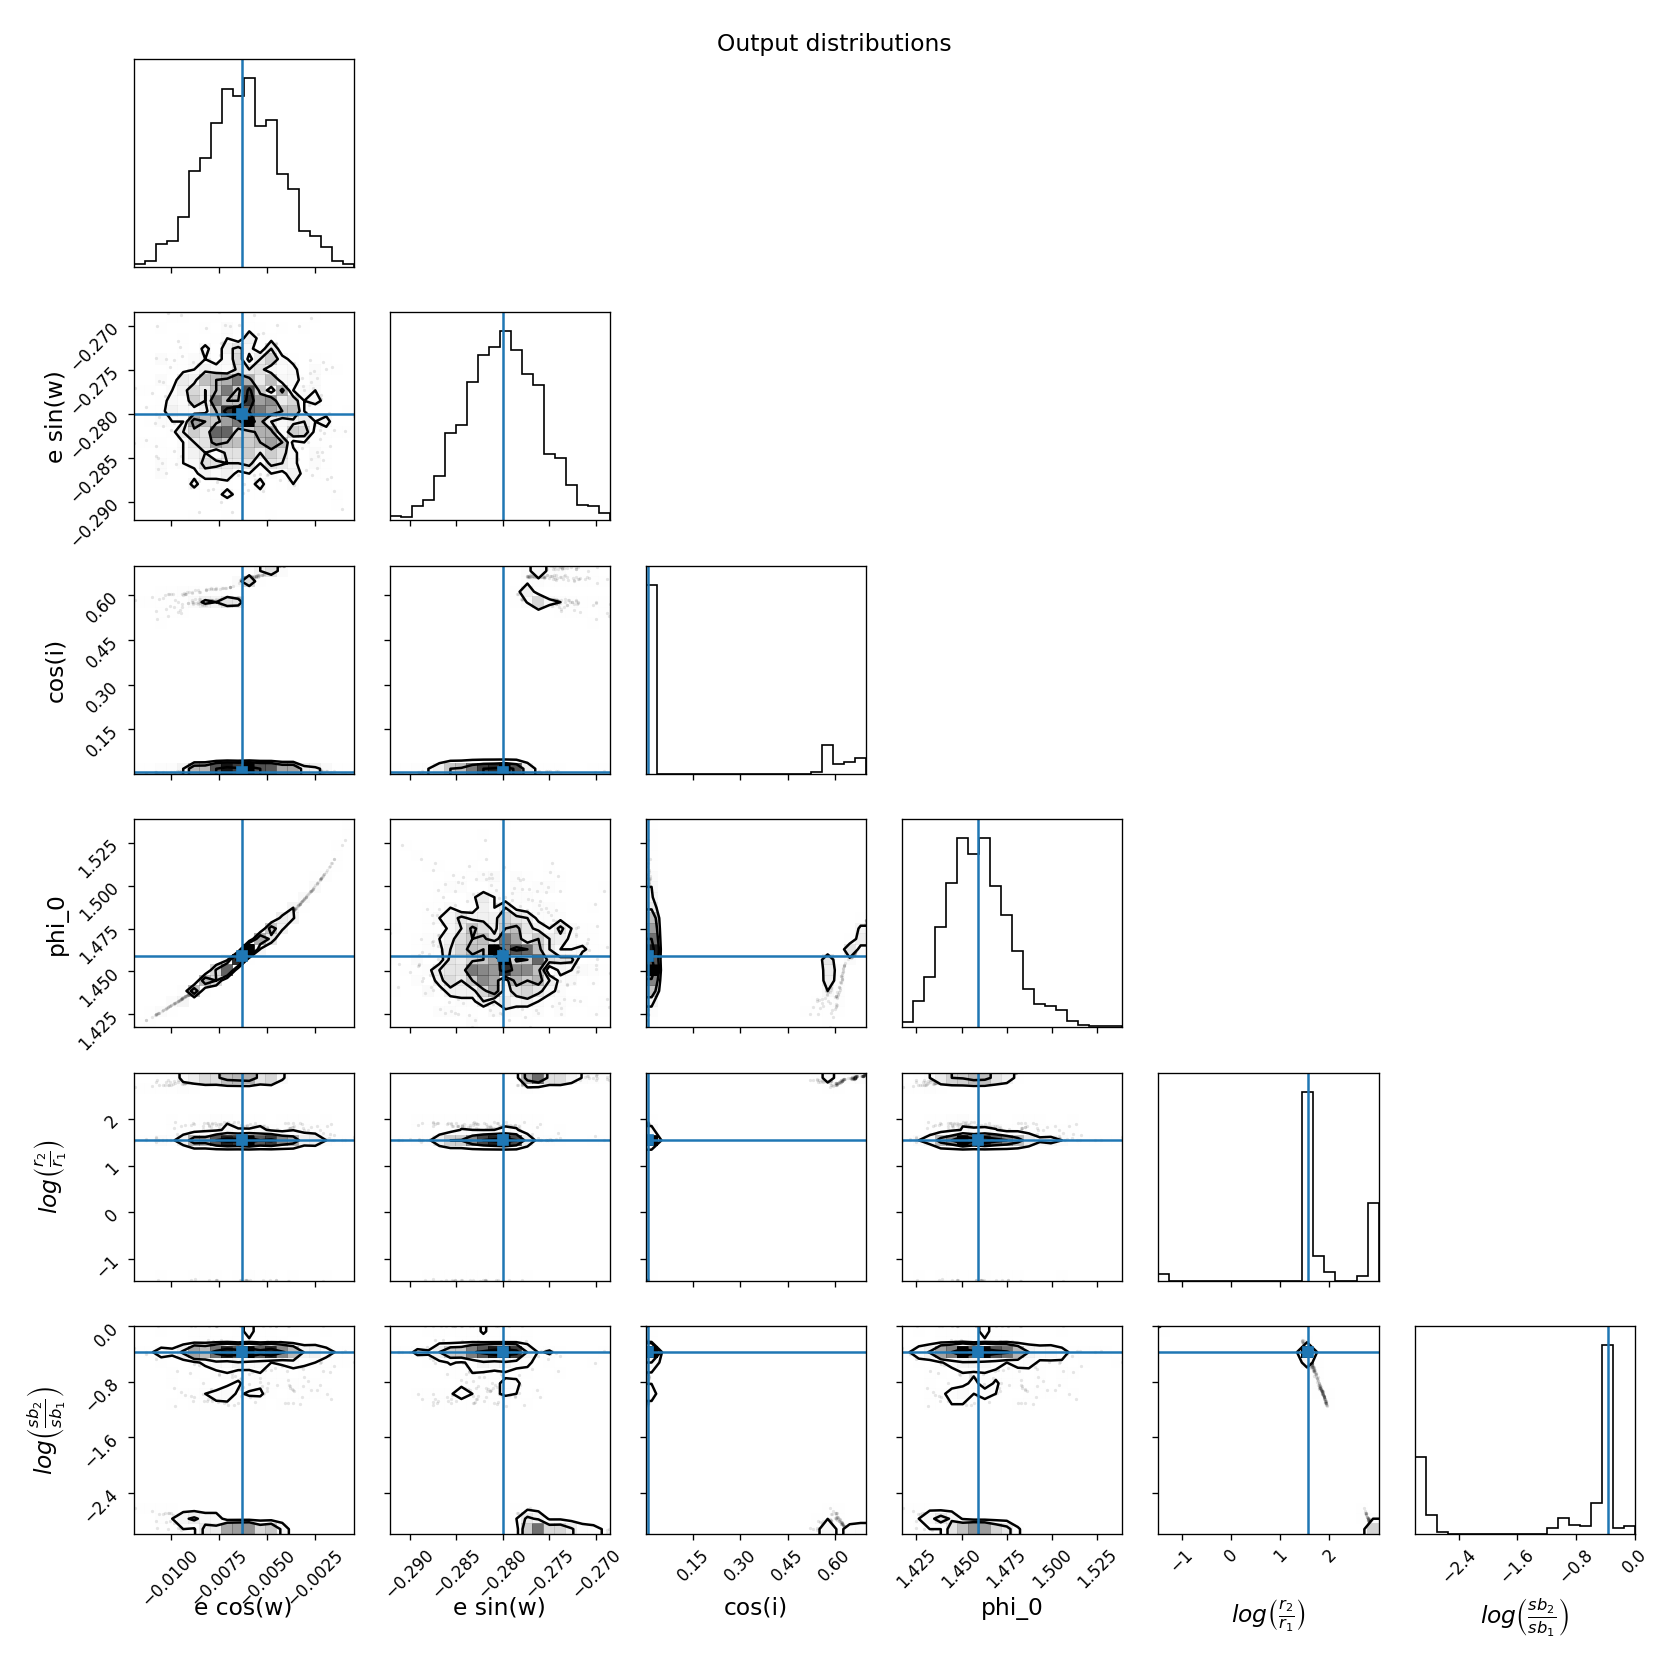 Output distributions
e sin(w)
−0.270
−0.275
−0.280
−0.285
−0.290
cos(i)
0.60
0.45
0.30
0.15
phi_0
1.525
1.500
1.475
1.450
1.425
log(r₂/r₁)
2
1
0
−1
log(sb₂/sb₁)
0.0
−0.8
−1.6
−2.4
−0.0100 −0.0075 −0.0050 −0.0025
−0.290 −0.285 −0.280 −0.275 −0.270
0.15 0.30 0.45 0.60
1.425 1.450 1.475 1.500 1.525
−1 0 1 2
−2.4 −1.6 −0.8 0.0
e cos(w) e sin(w) cos(i) phi_0 log(r₂/r₁) log(sb₂/sb₁)